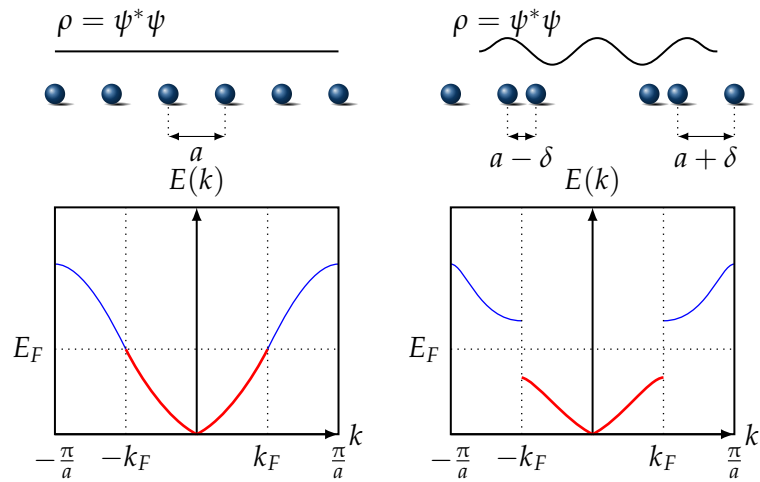 ρ = ψ*ψ
a
E(k)
E_F
k
-π/a
-k_F
k_F
π/a
ρ = ψ*ψ
a − δ
a + δ
E(k)
E_F
k
-π/a
-k_F
k_F
π/a